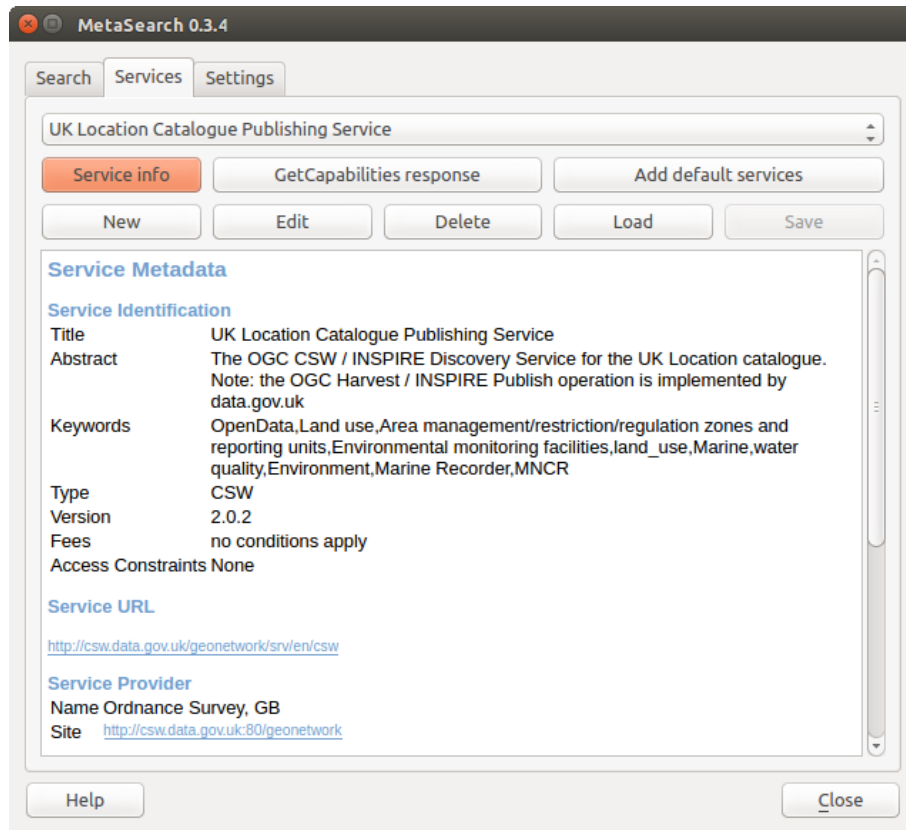 MetaSearch 0.3.4
Search Services Settings
UK Location Catalogue Publishing Service
Service info GetCapabilities response Add default services
New Edit Delete Load Save
Service Metadata
Service Identification
Title UK Location Catalogue Publishing Service
Abstract The OGC CSW / INSPIRE Discovery Service for the UK Location catalogue.
Note: the OGC Harvest / INSPIRE Publish operation is implemented by
data.gov.uk
Keywords OpenData,Land use,Area management/restriction/regulation zones and
reporting units,Environmental monitoring facilities,land_use,Marine,water
quality,Environment,Marine Recorder,MNCR
Type CSW
Version 2.0.2
Fees no conditions apply
Access Constraints None
Service URL
http://csw.data.gov.uk/geonetwork/srv/en/csw
Service Provider
Name Ordnance Survey, GB
Site http://csw.data.gov.uk:80/geonetwork
Help Close